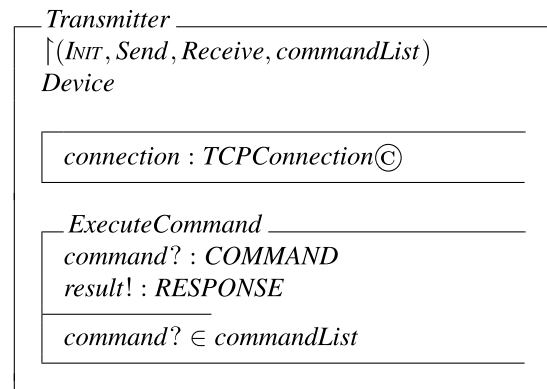 Transmitter
↾(INIT, Send, Receive, commandList)
Device
connection : TCPConnection©
ExecuteCommand
command? : COMMAND
result! : RESPONSE
command? ∈ commandList